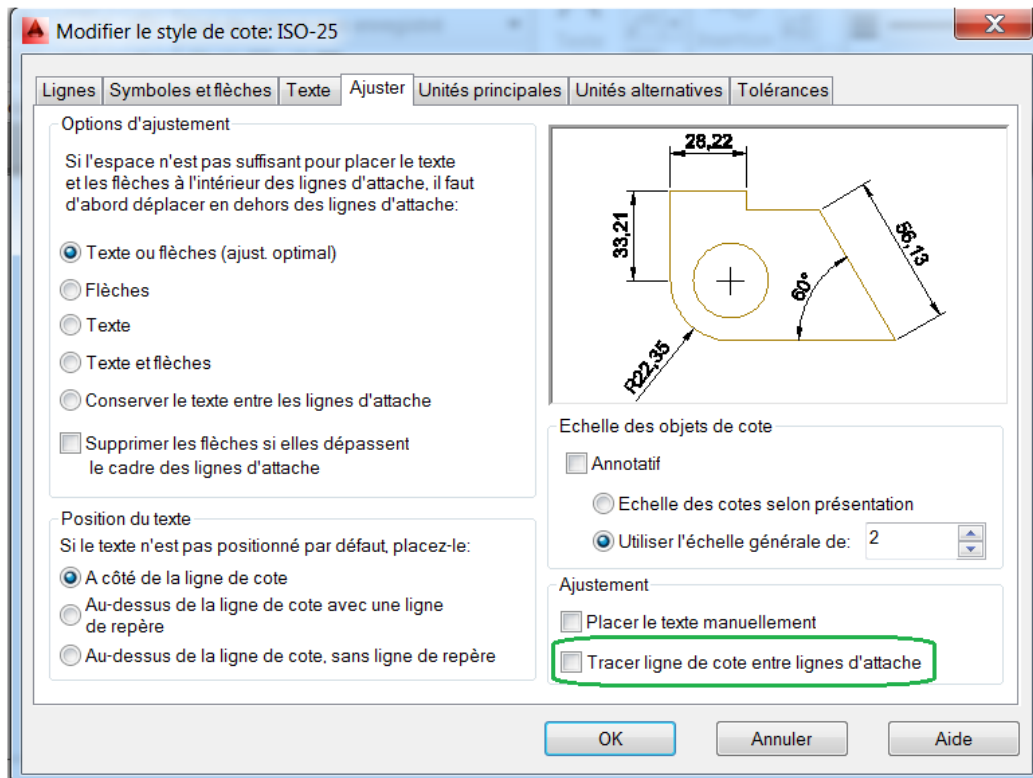 Modifier le style de cote: ISO-25
Lignes
Symboles et flèches
Texte
Ajuster
Unités principales
Unités alternatives
Tolérances
Options d'ajustement
Si l'espace n'est pas suffisant pour placer le texte
et les flèches à l'intérieur des lignes d'attache, il faut
d'abord déplacer en dehors des lignes d'attache:
Texte ou flèches (ajust. optimal)
Flèches
Texte
Texte et flèches
Conserver le texte entre les lignes d'attache
Supprimer les flèches si elles dépassent
le cadre des lignes d'attache
Position du texte
Si le texte n'est pas positionné par défaut, placez-le:
A côté de la ligne de cote
Au-dessus de la ligne de cote avec une ligne
de repère
Au-dessus de la ligne de cote, sans ligne de repère
28,22
33,21
56,13
60°
R22,35
Echelle des objets de cote
Annotatif
Echelle des cotes selon présentation
Utiliser l'échelle générale de: 2
Ajustement
Placer le texte manuellement
Tracer ligne de cote entre lignes d'attache
OK
Annuler
Aide